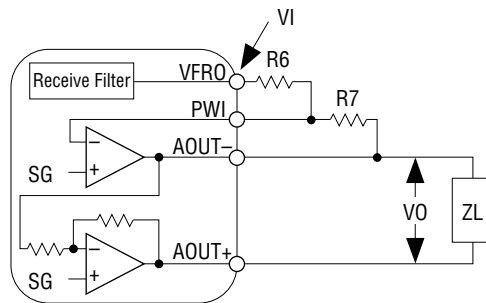 VI
Receive Filter
VFRO
R6
PWI
R7
−
+
SG
AOUT−
VO
ZL
−
+
SG
AOUT+